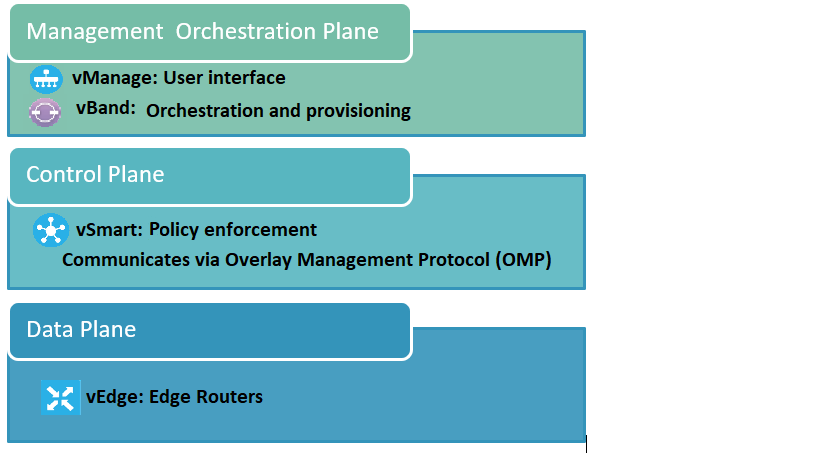 Management  Orchestration Plane
vManage: User interface
vBand: Orchestration and provisioning
Control Plane
vSmart: Policy enforcement
Communicates via Overlay Management Protocol (OMP)
Data Plane
vEdge: Edge Routers